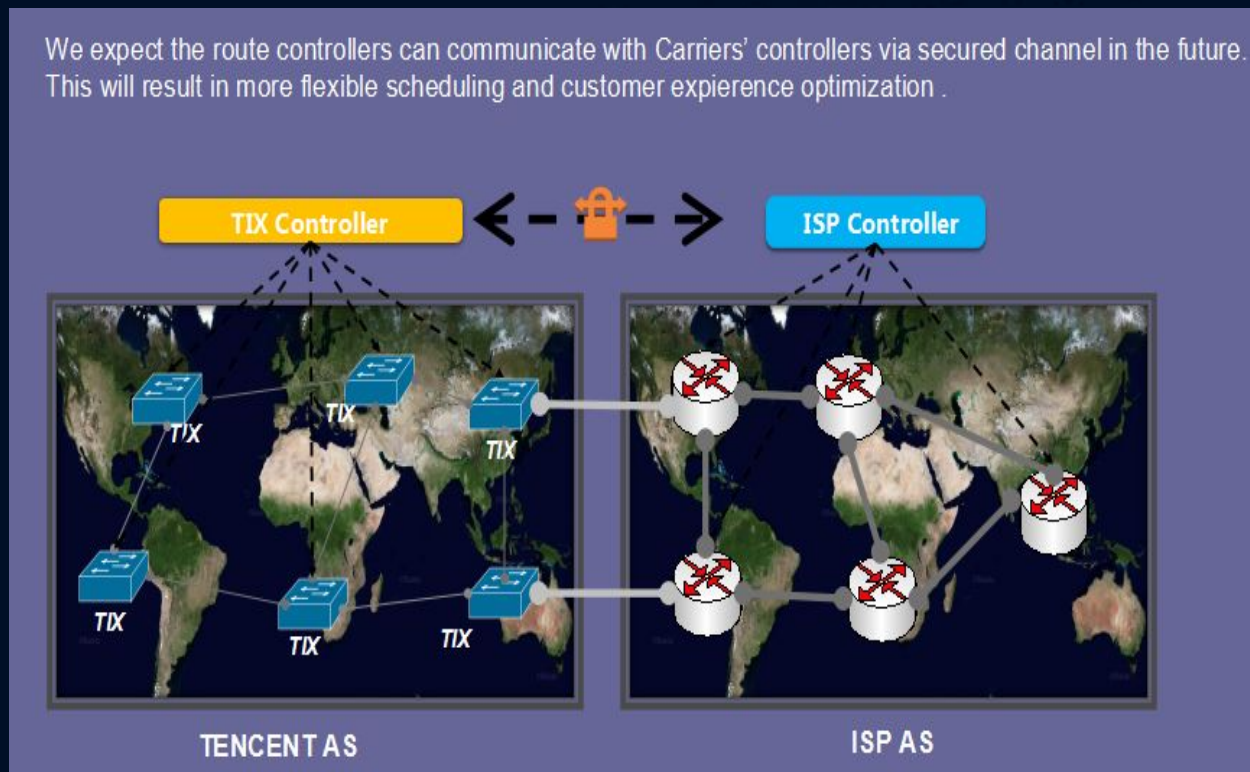 We expect the route controllers can communicate with Carriers' controllers via secured channel in the future.
This will result in more flexible scheduling and customer expierence optimization .
TIX Controller
ISP Controller
TIX
TIX
TIX
TIX
TIX
TIX
TENCENT AS
ISP AS